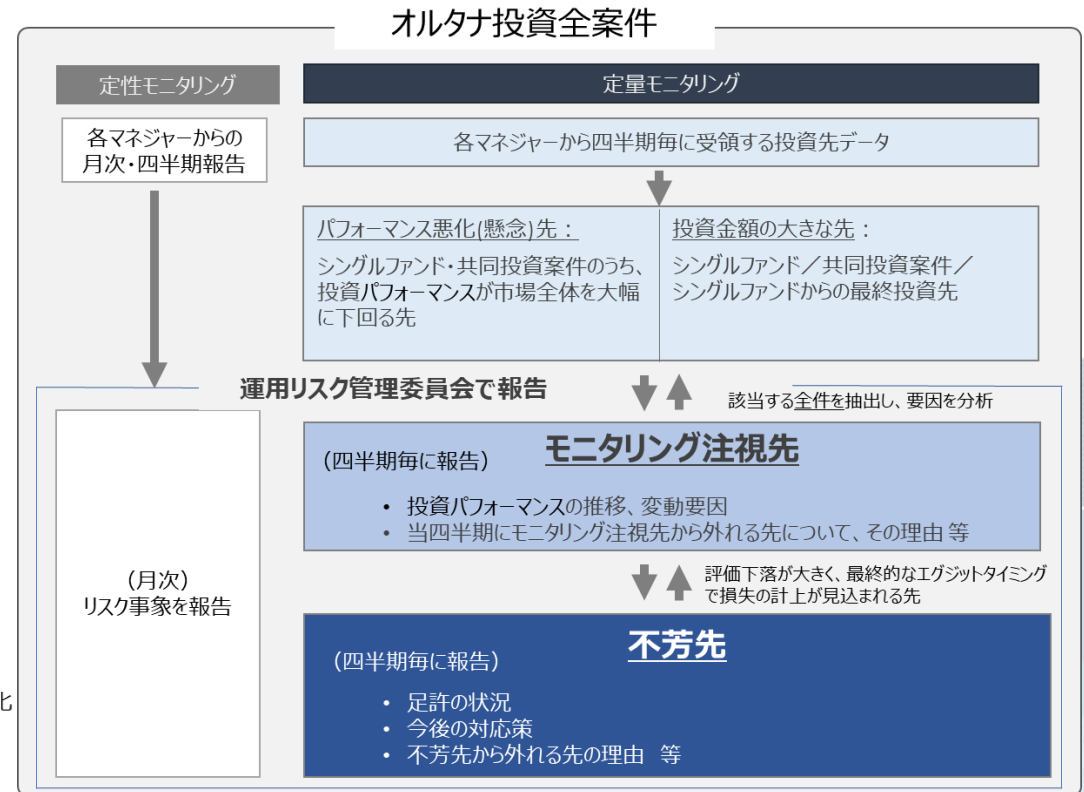 オルタナ投資全案件
定性モニタリング
各マネジャーからの
月次・四半期報告
定量モニタリング
各マネジャーから四半期毎に受領する投資先データ
パフォーマンス悪化(懸念)先：
シングルファンド・共同投資案件のうち、
投資パフォーマンスが市場全体を大幅
に下回る先
投資金額の大きな先：
シングルファンド／共同投資案件／
シングルファンドからの最終投資先
運用リスク管理委員会で報告
該当する全件を抽出し、要因を分析
（月次）
リスク事象を報告
モニタリング注視先
（四半期毎に報告）
• 投資パフォーマンスの推移、変動要因
• 当四半期にモニタリング注視先から外れる先について、その理由 等
評価下落が大きく、最終的なエグジットタイミング
で損失の計上が見込まれる先
不芳先
（四半期毎に報告）
• 足許の状況
• 今後の対応策
• 不芳先から外れる先の理由　等